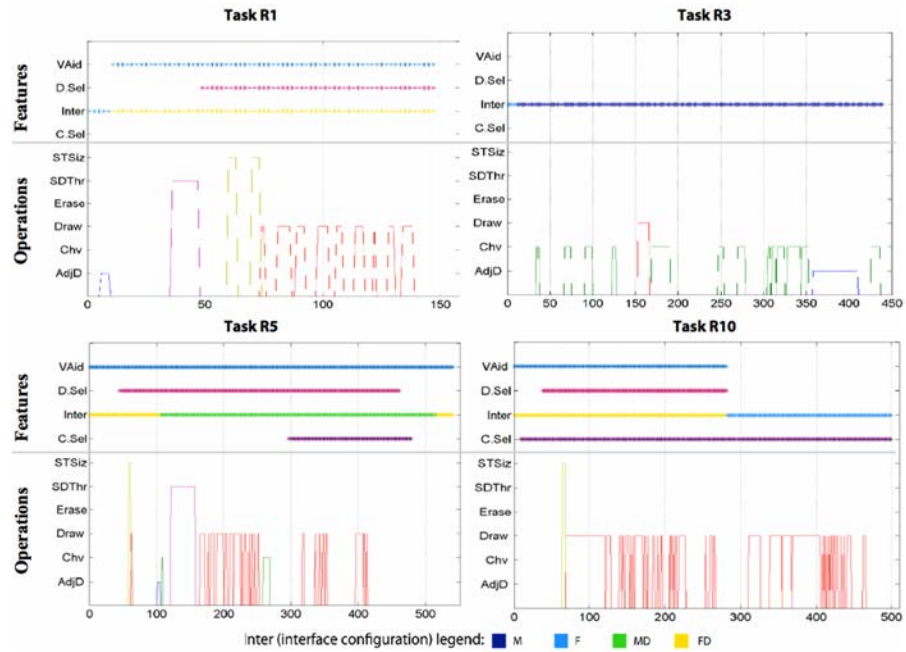 Task R1
Features
VAid
D.Sel
Inter
C.Sel
0 50 100 150
Operations
STSiz
SDThr
Erase
Draw
Chv
AdjD
0 50 100 150
Task R3
VAid
D.Sel
Inter
C.Sel
STSiz
SDThr
Erase
Draw
Chv
AdjD
0 50 100 150 200 250 300 350 400 450
Task R5
Features
VAid
D.Sel
Inter
C.Sel
Operations
STSiz
SDThr
Erase
Draw
Chv
AdjD
0 100 200 300 400 500
Task R10
VAid
D.Sel
Inter
C.Sel
STSiz
SDThr
Erase
Draw
Chv
AdjD
0 100 200 300 400 500
Inter (interface configuration) legend: M F MD FD